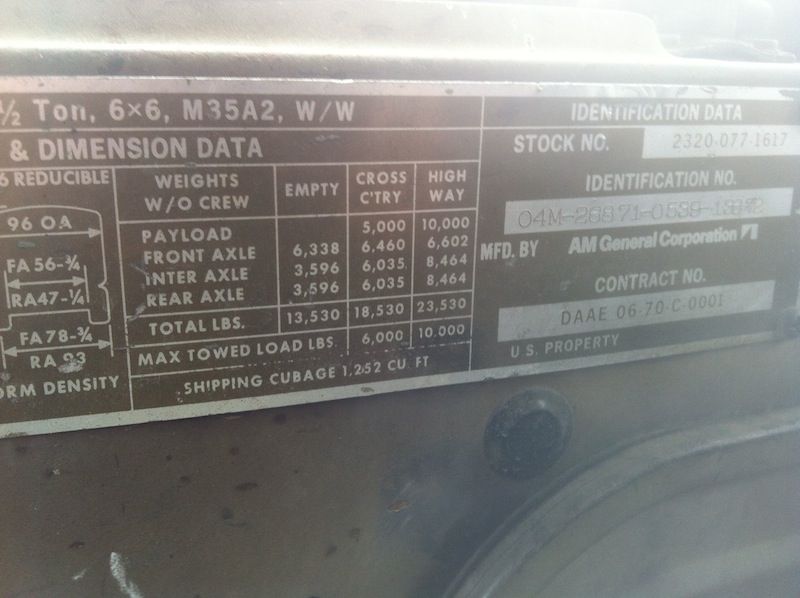 ½ Ton, 6×6, M35A2, W/W
& DIMENSION DATA
REDUCIBLE
96 OA
FA 56-¾
RA47-¼
FA78-¾
RA 93
ORM DENSITY
WEIGHTS W/O CREW EMPTY CROSS C'TRY HIGH WAY
PAYLOAD 5,000 10,000
FRONT AXLE 6,338 6,460 6,602
INTER AXLE 3,596 6,035 8,464
REAR AXLE 3,596 6,035 8,464
TOTAL LBS. 13,530 18,530 23,530
MAX TOWED LOAD LBS. 6,000 10,000
SHIPPING CUBAGE 1,252 CU. FT
IDENTIFICATION DATA
STOCK NO. 2320-077-1617
IDENTIFICATION NO.
MFD. BY AM General Corporation
CONTRACT NO.
DAAE 06-70-C-0001
U.S. PROPERTY